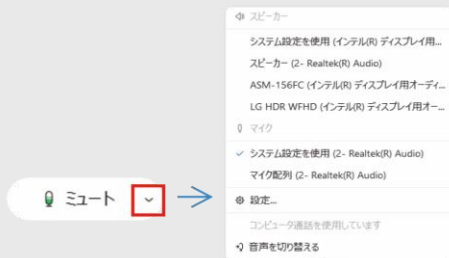 スピーカー
システム設定を使用 (インテル(R) ディスプレイ用...
スピーカー (2- Realtek(R) Audio)
ASM-156FC (インテル(R) ディスプレイ用オーディ...
LG HDR WFHD (インテル(R) ディスプレイ用オー...
マイク
システム設定を使用 (2- Realtek(R) Audio)
マイク配列 (2- Realtek(R) Audio)
ミュート
設定...
コンピュータ通話を使用しています
音声を切り替える